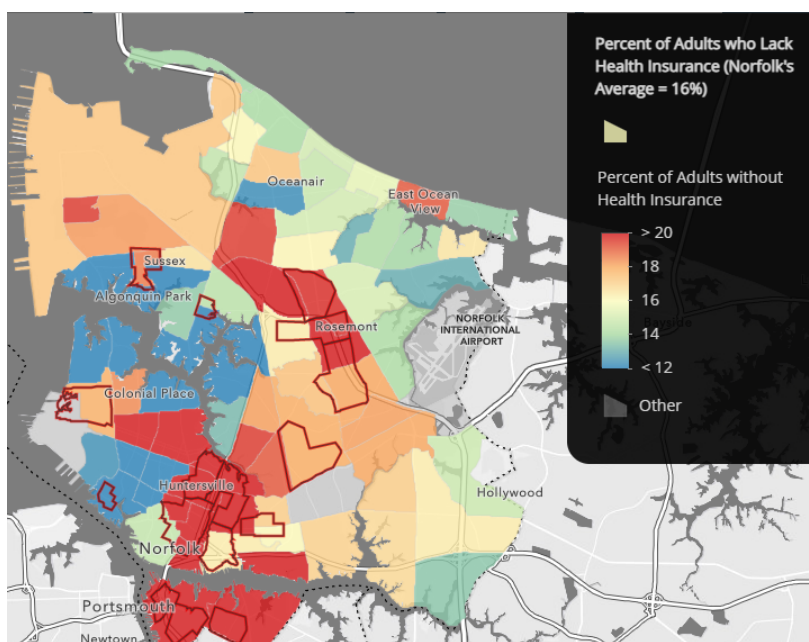 Percent of Adults who Lack
Health Insurance (Norfolk's
Average = 16%)
Percent of Adults without
Health Insurance
> 20
18
16
14
< 12
Other
Oceanair
East Ocean
View
Sussex
Algonquin Park
Rosemont
NORFOLK
INTERNATIONAL
AIRPORT
Bayside
Colonial Place
Huntersville
Hollywood
Norfolk
Portsmouth
Newtown